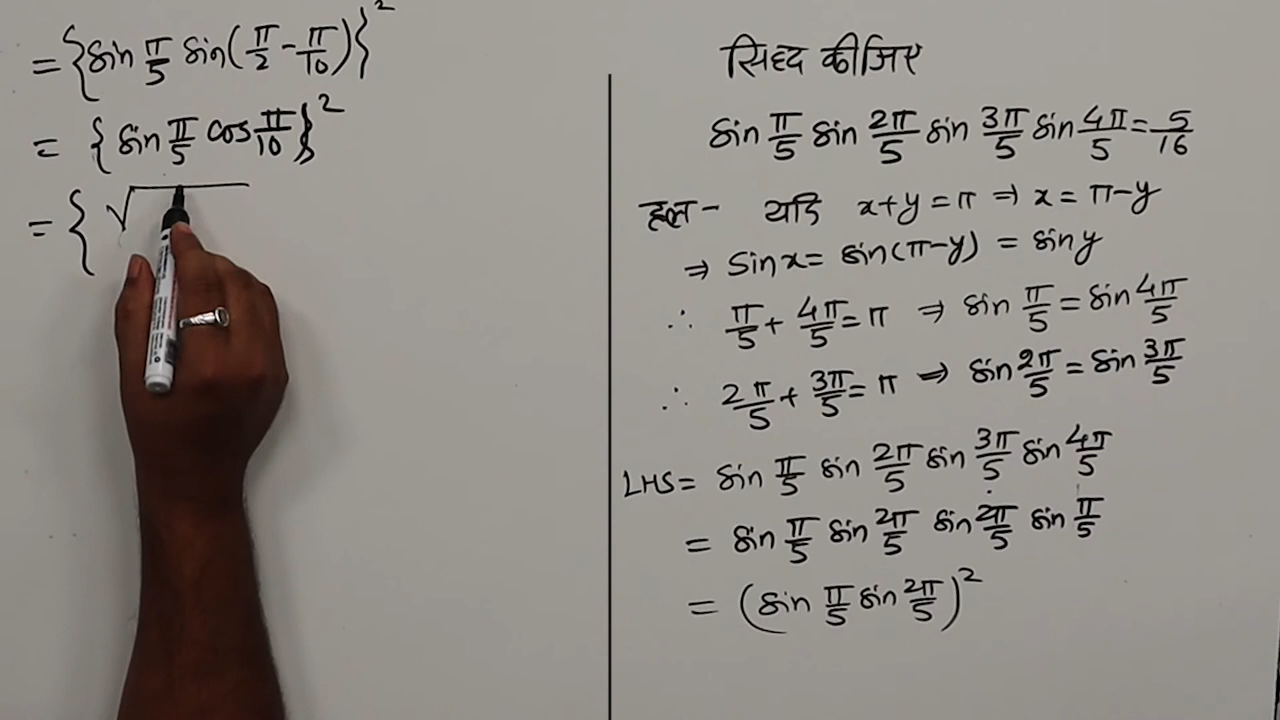 सिध्द कीजिए
sin π/5 sin 2π/5 sin 3π/5 sin 4π/5 = 5/16
हल - यदि x+y = π ⇒ x = π-y
⇒ sin x = sin(π-y) = sin y
∴ π/5 + 4π/5 = π ⇒ sin π/5 = sin 4π/5
∴ 2π/5 + 3π/5 = π ⇒ sin 2π/5 = sin 3π/5
LHS = sin π/5 sin 2π/5 sin 3π/5 sin 4π/5
= sin π/5 sin 2π/5 sin 2π/5 sin π/5
= (sin π/5 sin 2π/5)²
= {sin π/5 sin(π/2 - π/10)}²
= {sin π/5 cos π/10}²
= { √